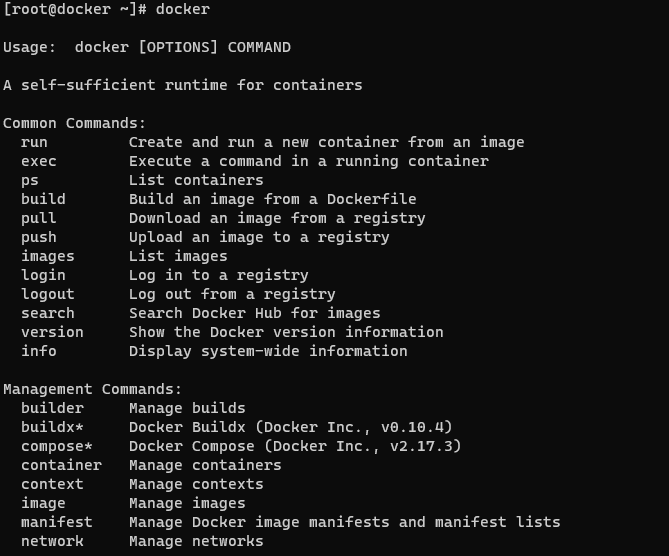 [root@docker ~]# docker
Usage:  docker [OPTIONS] COMMAND
A self-sufficient runtime for containers
Common Commands:
  run         Create and run a new container from an image
  exec        Execute a command in a running container
  ps          List containers
  build       Build an image from a Dockerfile
  pull        Download an image from a registry
  push        Upload an image to a registry
  images      List images
  login       Log in to a registry
  logout      Log out from a registry
  search      Search Docker Hub for images
  version     Show the Docker version information
  info        Display system-wide information
Management Commands:
  builder     Manage builds
  buildx*     Docker Buildx (Docker Inc., v0.10.4)
  compose*    Docker Compose (Docker Inc., v2.17.3)
  container   Manage containers
  context     Manage contexts
  image       Manage images
  manifest    Manage Docker image manifests and manifest lists
  network     Manage networks